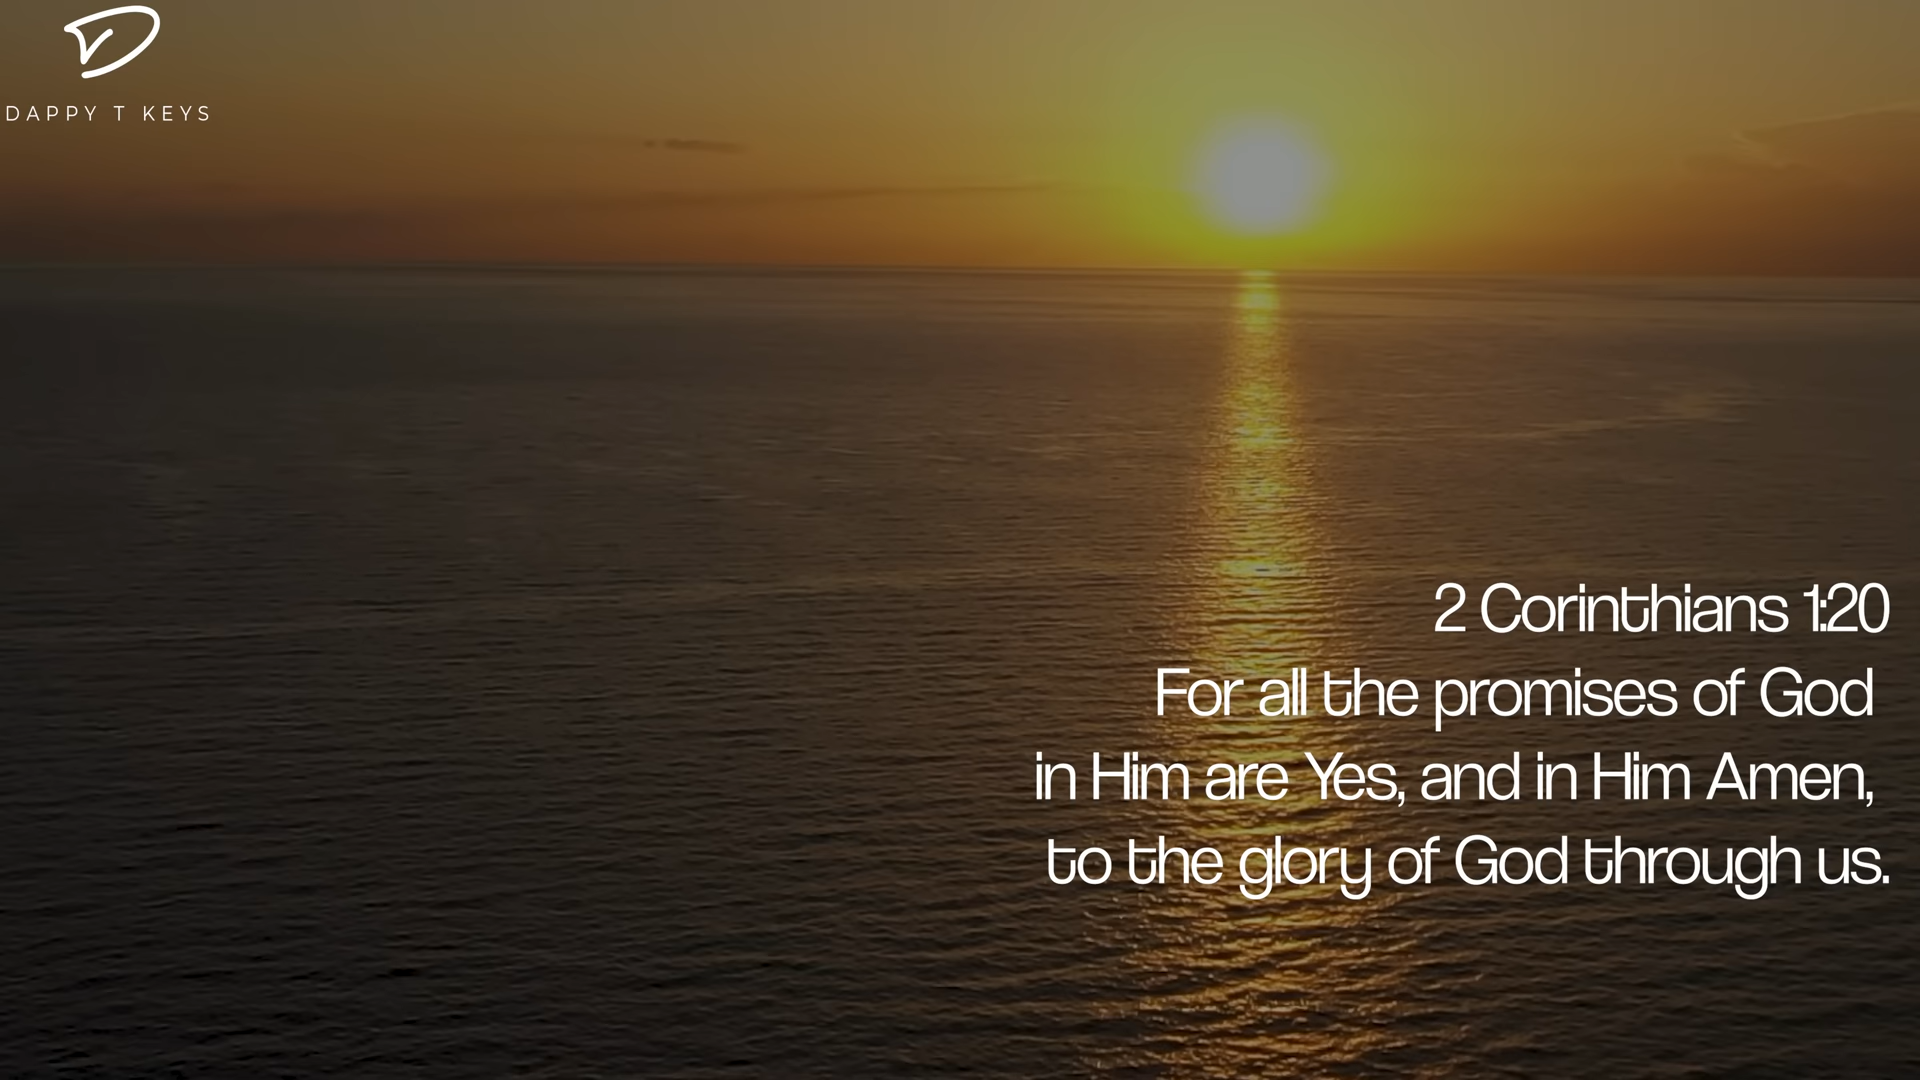 DAPPY T KEYS
2 Corinthians 1:20
For all the promises of God
in Him are Yes, and in Him Amen,
to the glory of God through us.